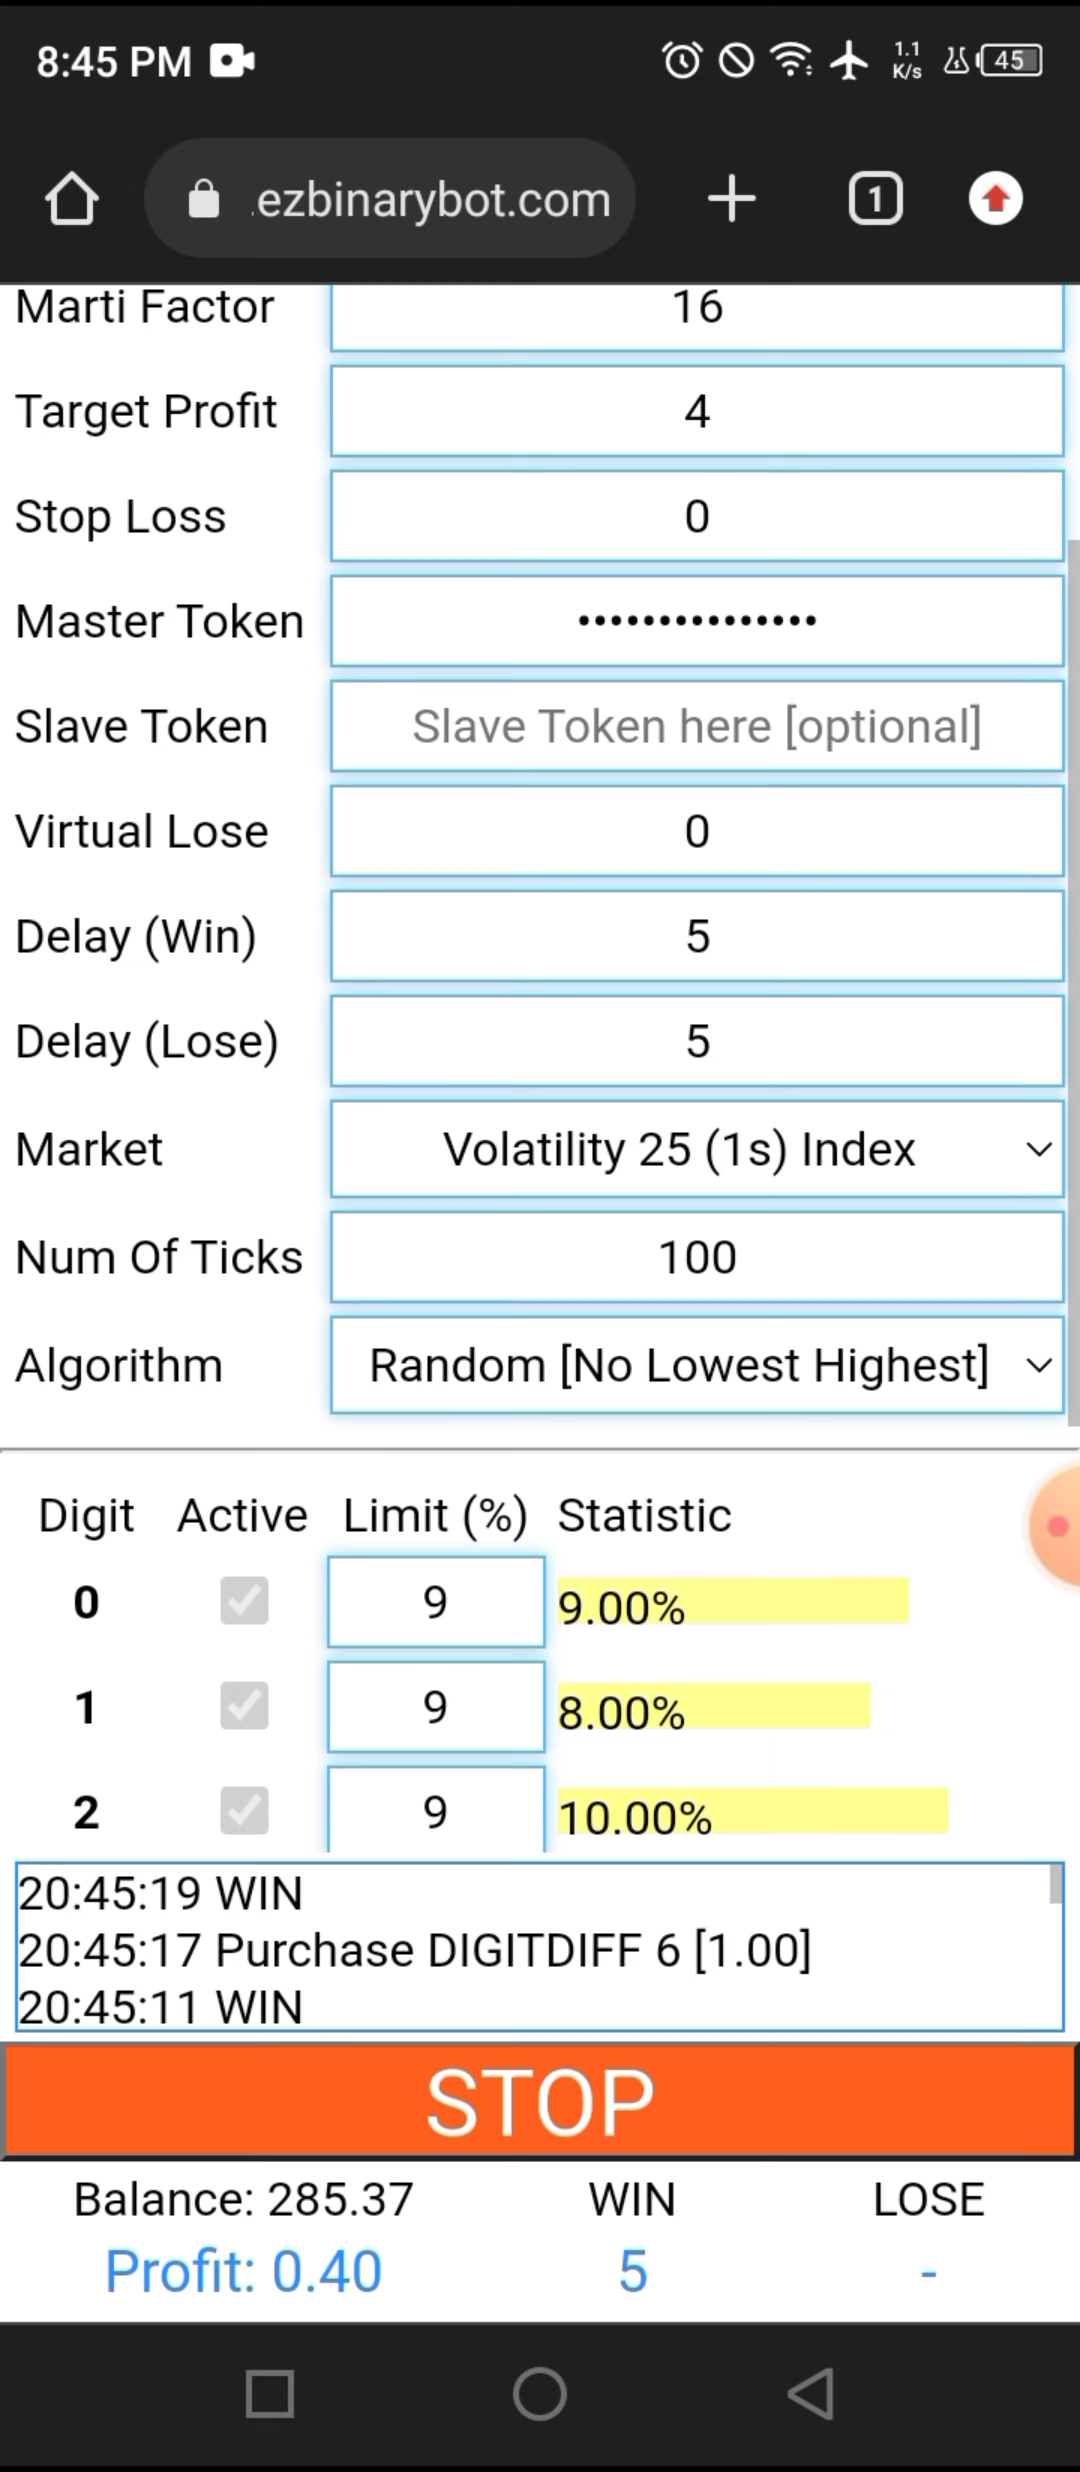 8:45 PM
1.1
K/s
45
.ezbinarybot.com
1
Marti Factor 16
Target Profit 4
Stop Loss 0
Master Token •••••••••••••••
Slave Token Slave Token here [optional]
Virtual Lose 0
Delay (Win) 5
Delay (Lose) 5
Market Volatility 25 (1s) Index
Num Of Ticks 100
Algorithm Random [No Lowest Highest]
Digit Active Limit (%) Statistic
0 9 9.00%
1 9 8.00%
2 9 10.00%
20:45:19 WIN
20:45:17 Purchase DIGITDIFF 6 [1.00]
20:45:11 WIN
STOP
Balance: 285.37 WIN LOSE
Profit: 0.40 5 -